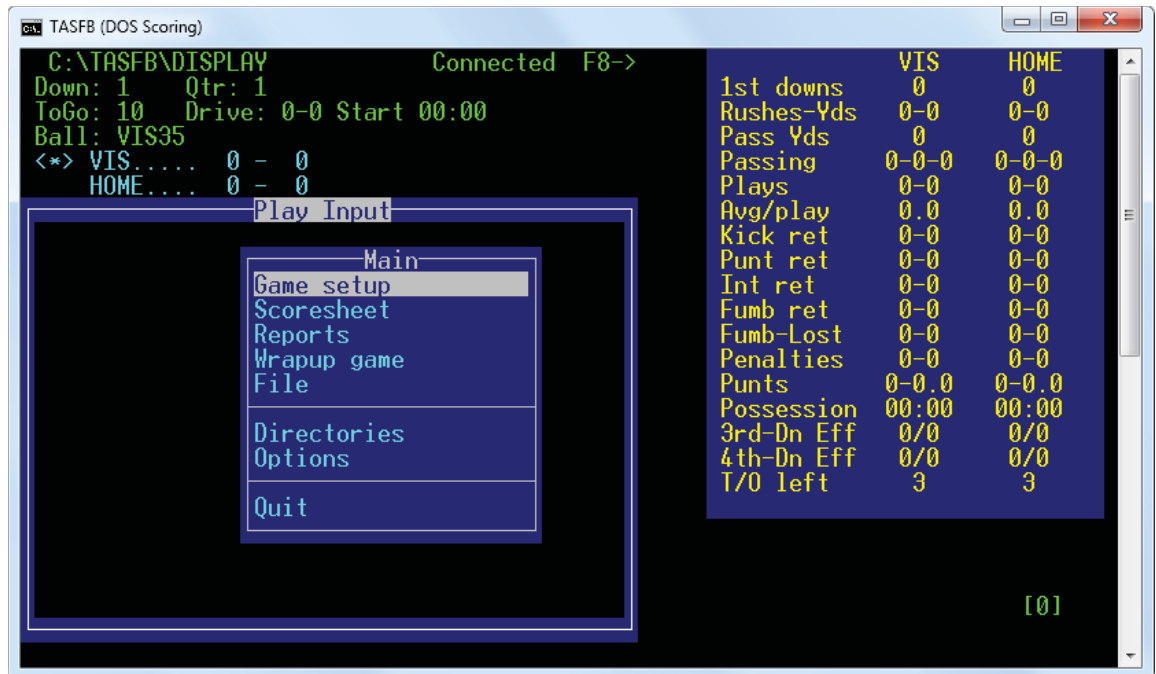 TASFB (DOS Scoring)
C:\TASFB\DISPLAY Connected F8->
Down: 1 Qtr: 1
ToGo: 10 Drive: 0-0 Start 00:00
Ball: VIS35
<*> VIS..... 0 - 0
HOME.... 0 - 0
Play Input
Main
Game setup
Scoresheet
Reports
Wrapup game
File
Directories
Options
Quit
VIS HOME
1st downs 0 0
Rushes-Yds 0-0 0-0
Pass Yds 0 0
Passing 0-0-0 0-0-0
Plays 0-0 0-0
Avg/play 0.0 0.0
Kick ret 0-0 0-0
Punt ret 0-0 0-0
Int ret 0-0 0-0
Fumb ret 0-0 0-0
Fumb-Lost 0-0 0-0
Penalties 0-0 0-0
Punts 0-0.0 0-0.0
Possession 00:00 00:00
3rd-Dn Eff 0/0 0/0
4th-Dn Eff 0/0 0/0
T/O left 3 3
[0]